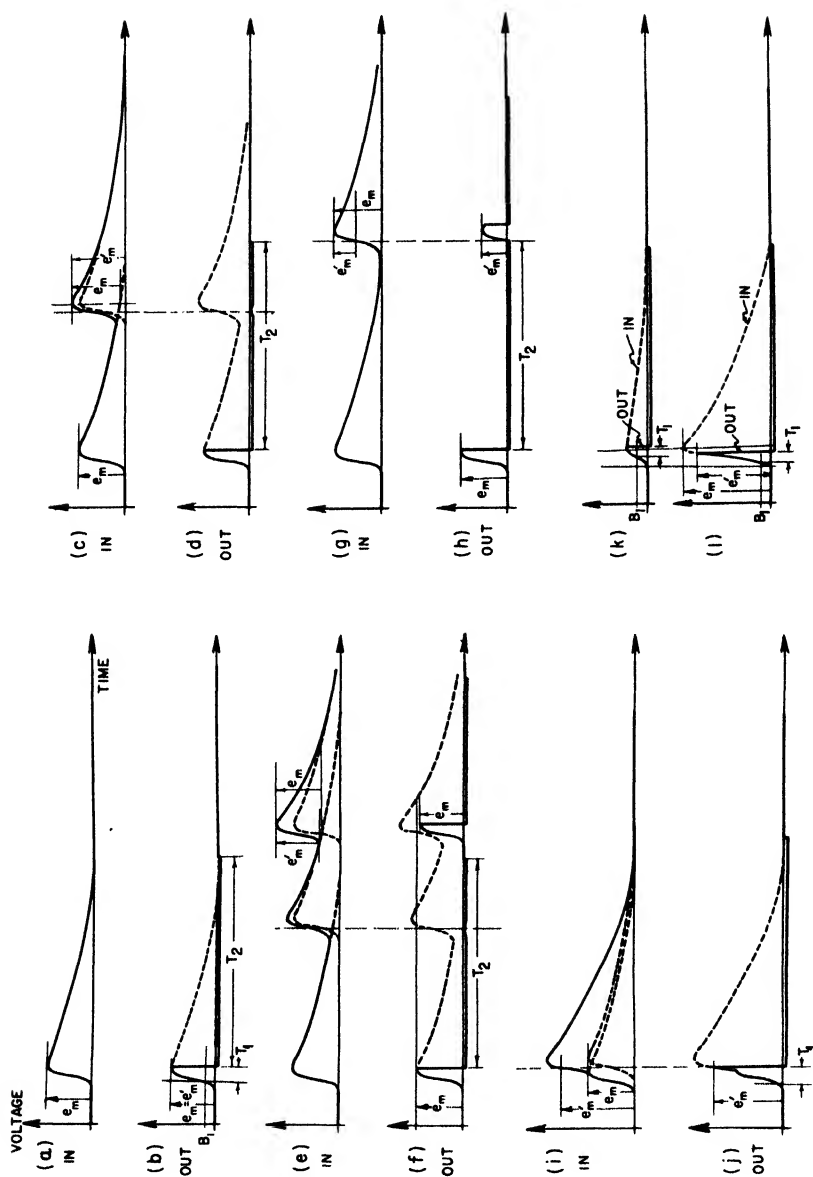 VOLTAGE
(a)
IN
e_m
TIME
(b)
OUT
B_1
e_m=e'_m
T_1
T_2
(c)
IN
e_m
e_m
e'_m
(d)
OUT
T_2
(e)
IN
e'_m
e_m
(f)
OUT
e_m
T_2
e_m
(g)
IN
e'_m
e_m
(h)
OUT
e_m
T_2
e'_m
(i)
IN
e'_m
e_m
(j)
OUT
e'_m
T_1
(k)
B_1
OUT
T_1
IN
(l)
B_1
e_m
e'_m
OUT
T_1
IN